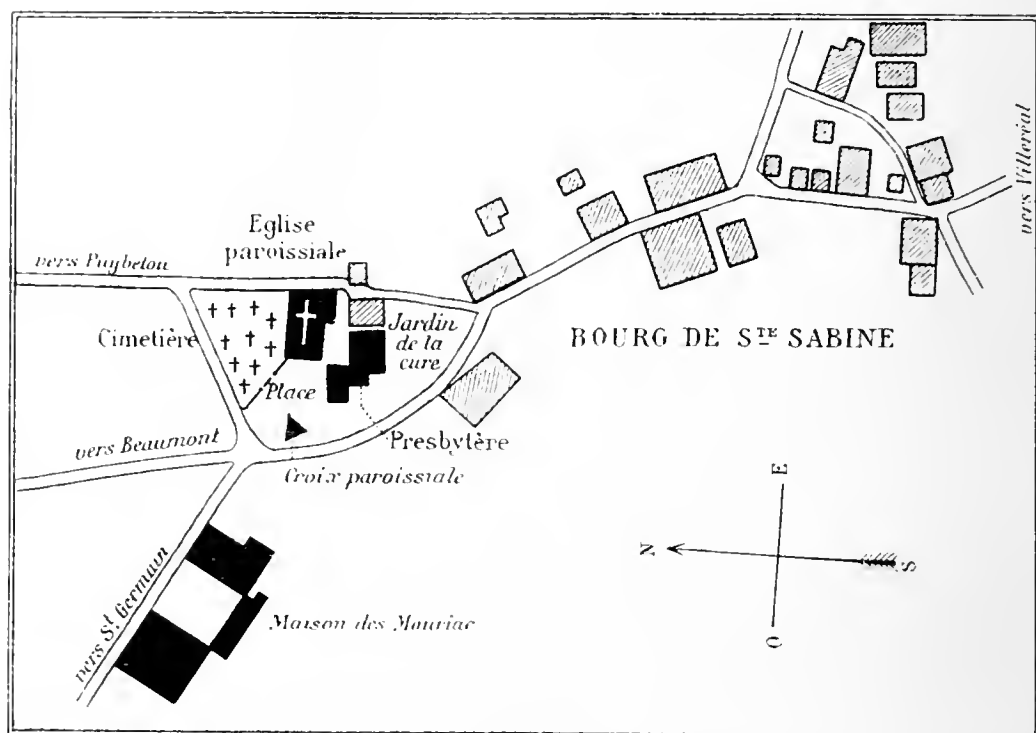 vers Villeréal
Eglise
paroissiale
vers Puybeton
Cimetière
Jardin
de la
cure
BOURG DE STE SABINE
Place
vers Beaumont
Presbytère
Croix paroissiale
E
N
S
O
vers St. Germain
Maison des Mouriac